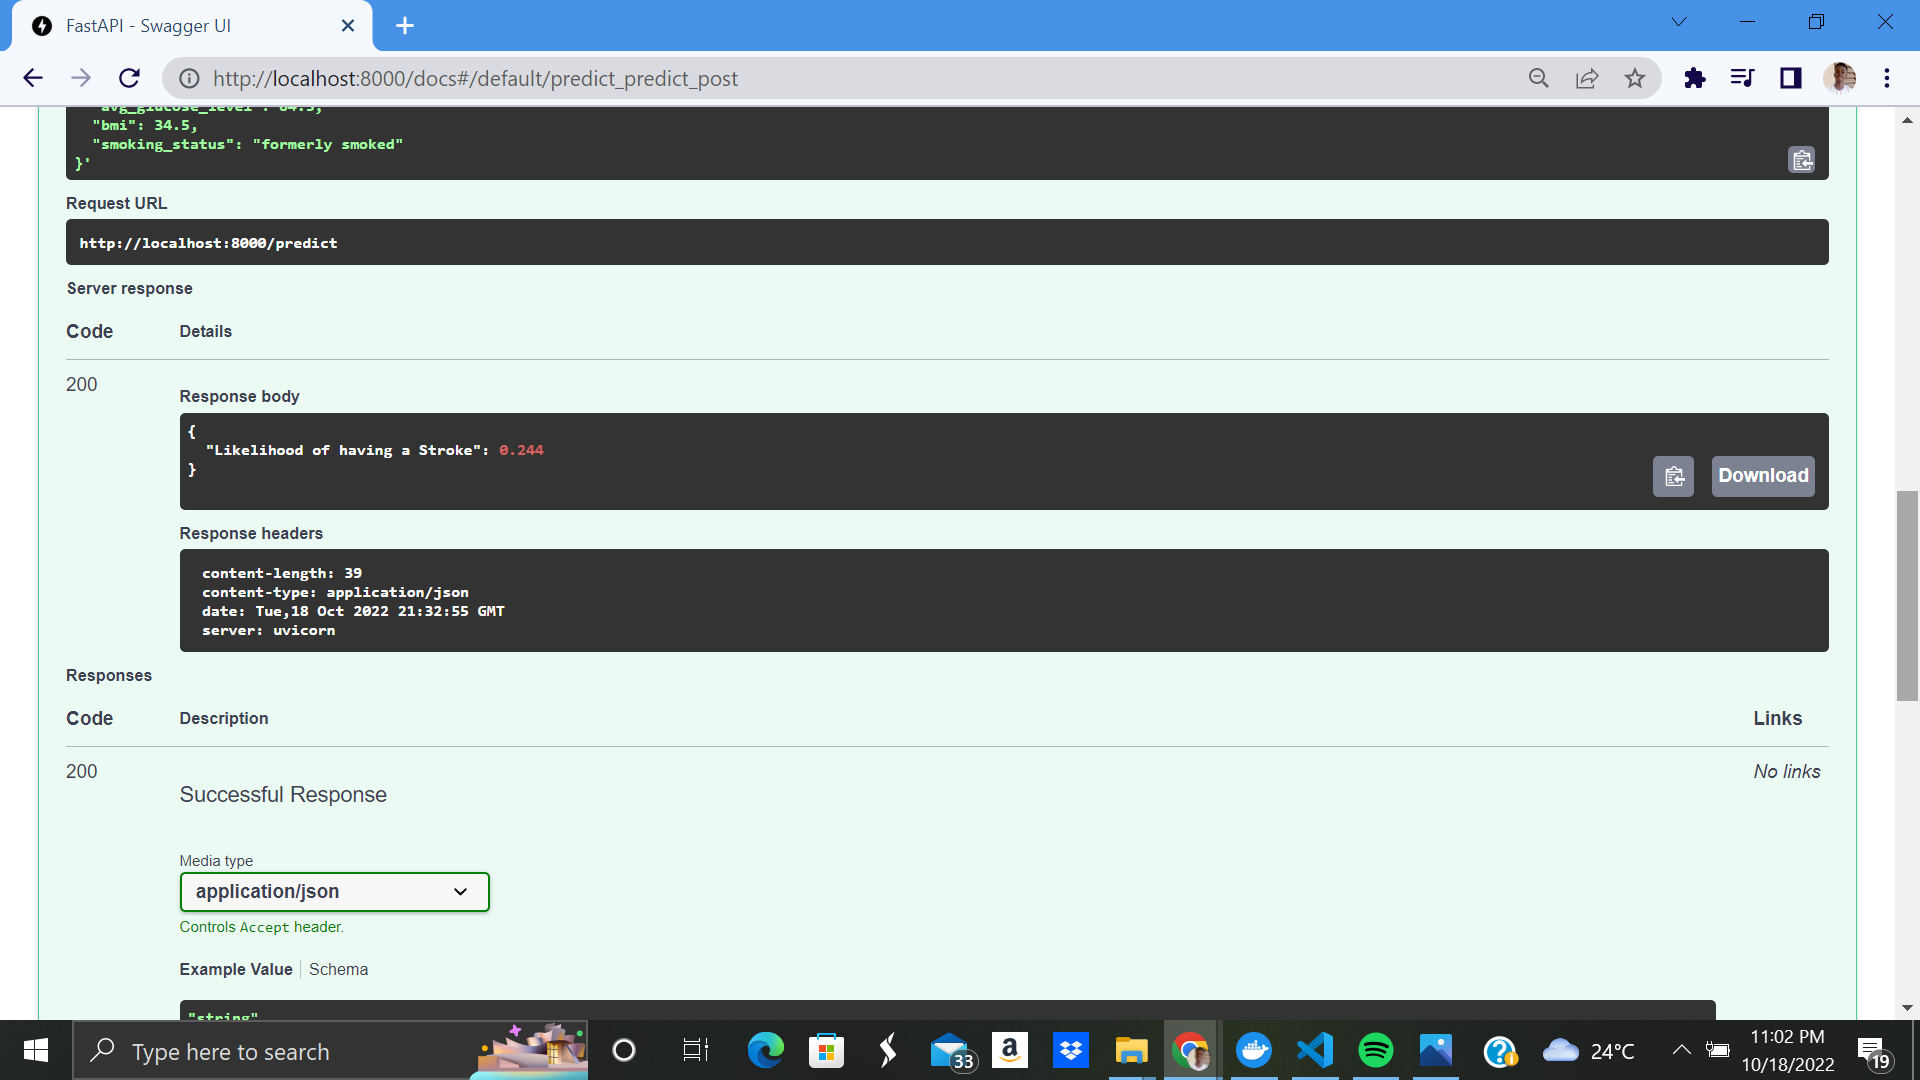 FastAPI - Swagger UI
http://localhost:8000/docs#/default/predict_predict_post
"avg_glucose_level": 84.5,
"bmi": 34.5,
"smoking_status": "formerly smoked"
}'
Request URL
http://localhost:8000/predict
Server response
Code Details
200
Response body
{
"Likelihood of having a Stroke": 0.244
}
Download
Response headers
content-length: 39
content-type: application/json
date: Tue,18 Oct 2022 21:32:55 GMT
server: uvicorn
Responses
Code Description Links
200 No links
Successful Response
Media type
application/json
Controls Accept header.
Example Value Schema
"string"
Type here to search
33
a
24°C
11:02 PM
10/18/2022
19